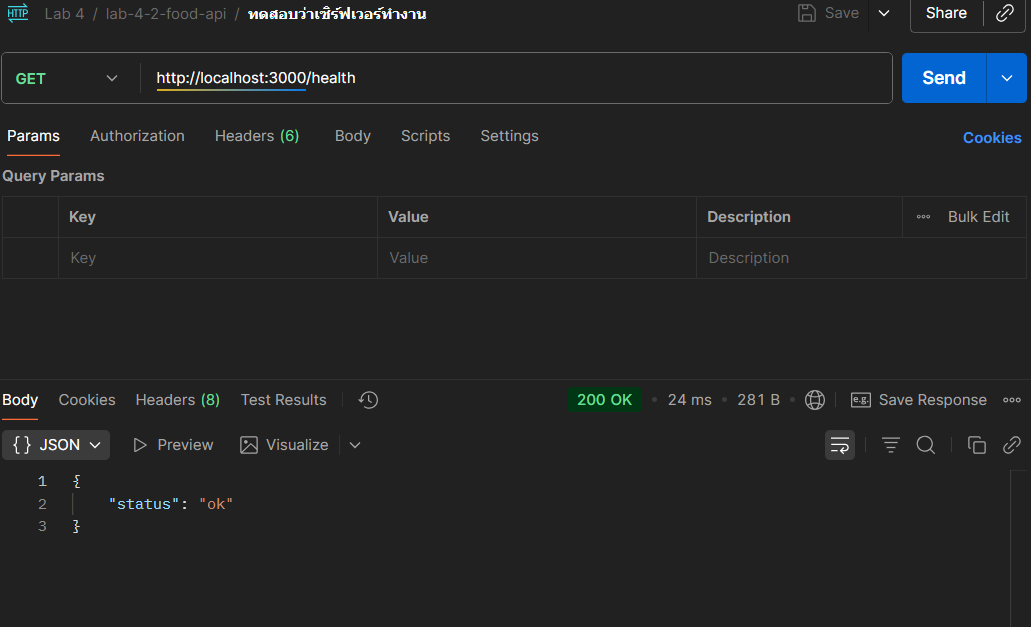 HTTP Lab 4 / lab-4-2-food-api / ทดสอบว่าเซิร์ฟเวอร์ทำงาน Save Share
GET http://localhost:3000/health Send
Params Authorization Headers (6) Body Scripts Settings Cookies
Query Params
Key Value Description Bulk Edit
Key Value Description
Body Cookies Headers (8) Test Results 200 OK • 24 ms • 281 B • e.g. Save Response
{} JSON Preview Visualize
1 {
2 "status": "ok"
3 }